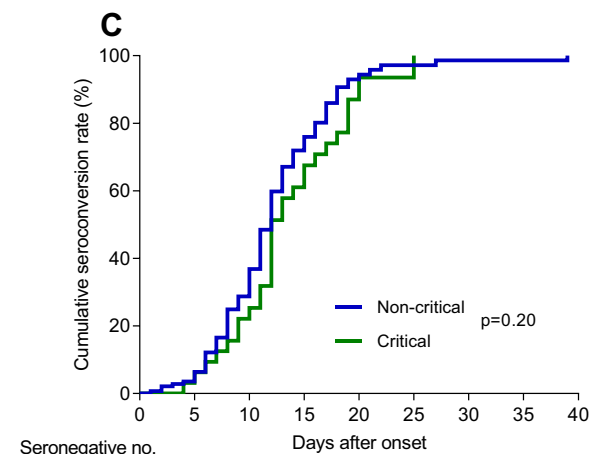 C
Cumulative seroconversion rate (%)
100
80
60
40
20
0
Non-critical
Critical
p=0.20
0 5 10 15 20 25 30 35 40
Days after onset
Seronegative no.